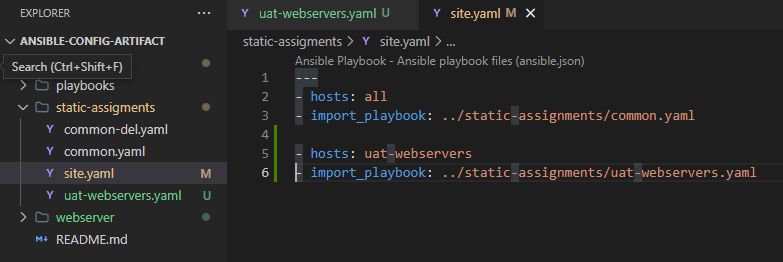 EXPLORER
ANSIBLE-CONFIG-ARTIFACT
Search (Ctrl+Shift+F)
playbooks
static-assigments
common-del.yaml
common.yaml
site.yaml M
uat-webservers.yaml U
webserver
README.md
uat-webservers.yaml U
site.yaml M
static-assigments > site.yaml > ...
Ansible Playbook - Ansible playbook files (ansible.json)
1 ---
2 - hosts: all
3 - import_playbook: ../static-assignments/common.yaml
4
5 - hosts: uat-webservers
6 - import_playbook: ../static-assignments/uat-webservers.yaml